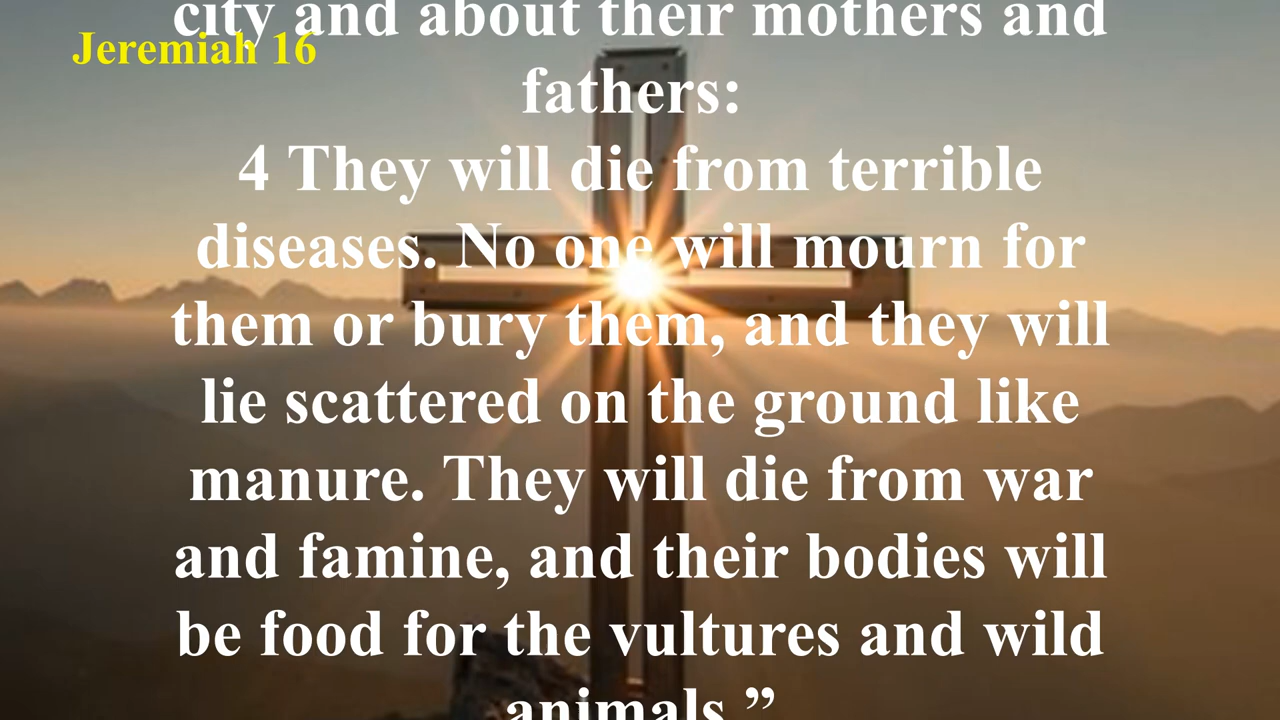 city and about their mothers and
Jeremiah 16
fathers:
4 They will die from terrible
diseases. No one will mourn for
them or bury them, and they will
lie scattered on the ground like
manure. They will die from war
and famine, and their bodies will
be food for the vultures and wild
animals.”